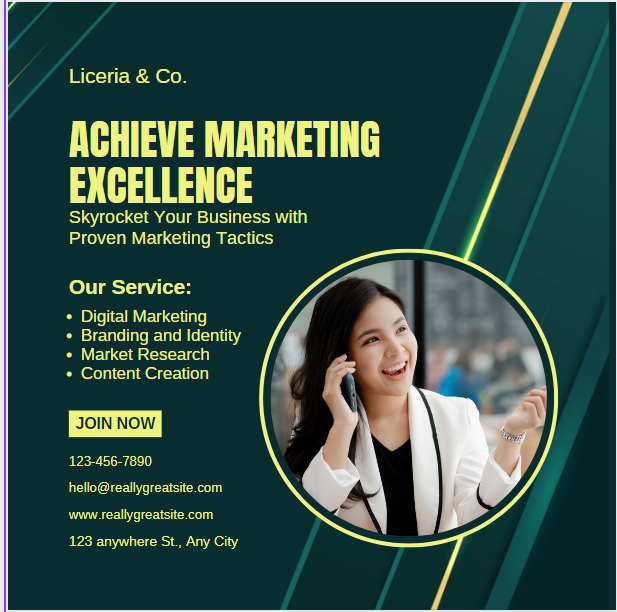 Liceria & Co.
ACHIEVE MARKETING
EXCELLENCE
Skyrocket Your Business with
Proven Marketing Tactics
Our Service:
• Digital Marketing
• Branding and Identity
• Market Research
• Content Creation
JOIN NOW
123-456-7890
hello@reallygreatsite.com
www.reallygreatsite.com
123 anywhere St., Any City